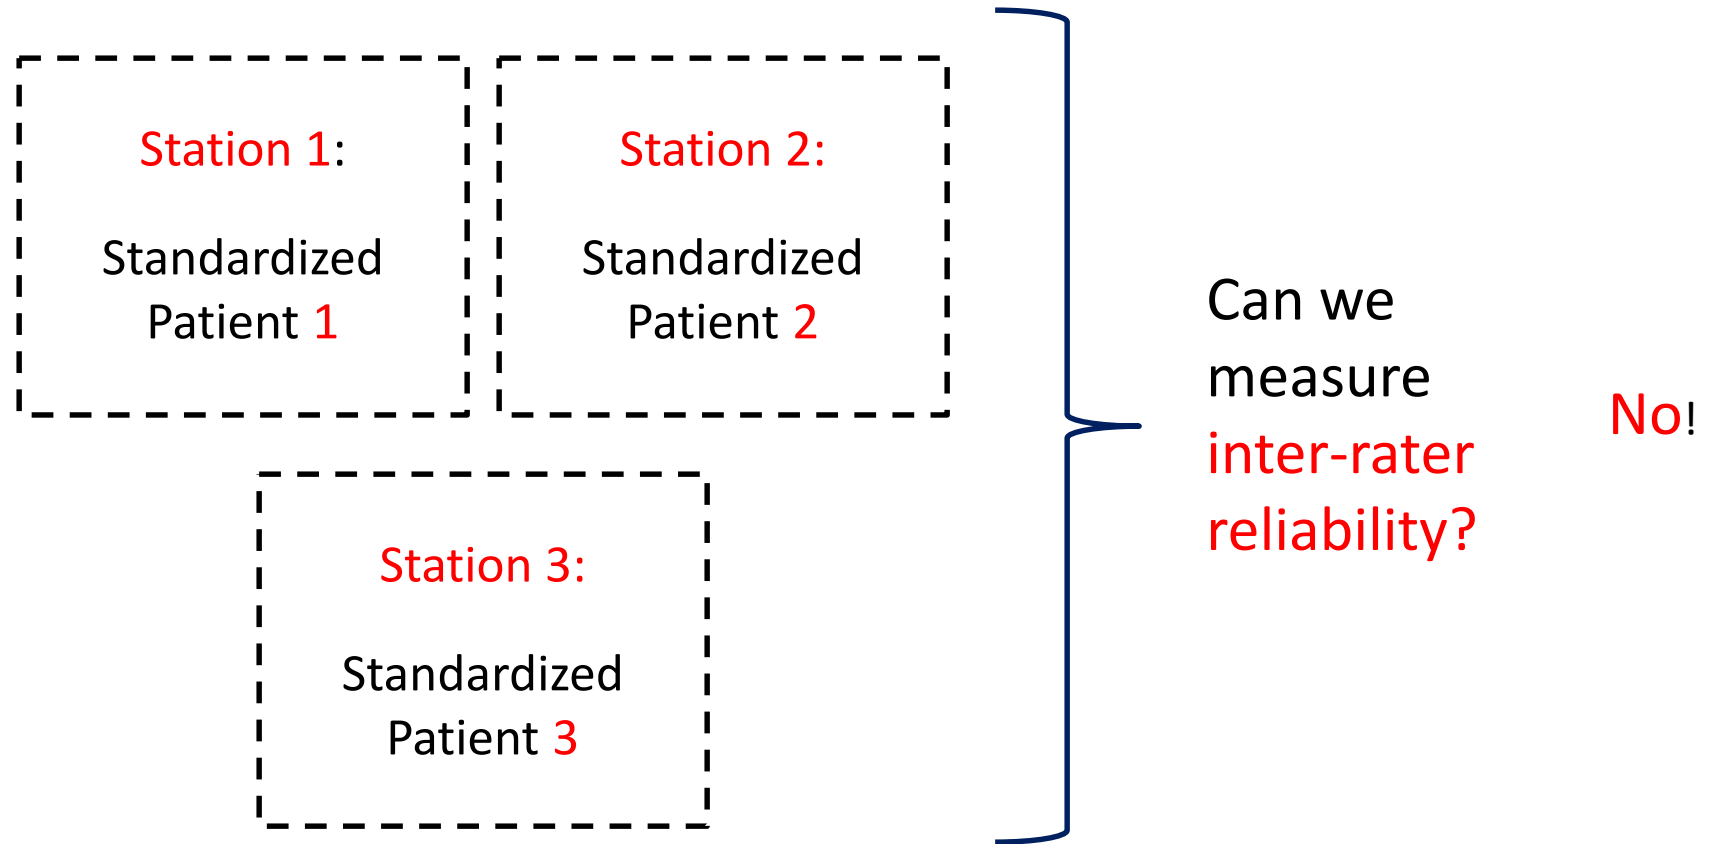 Station 1:
Standardized
Patient 1
Station 2:
Standardized
Patient 2
Station 3:
Standardized
Patient 3
Can we
measure
inter-rater
reliability?
No!